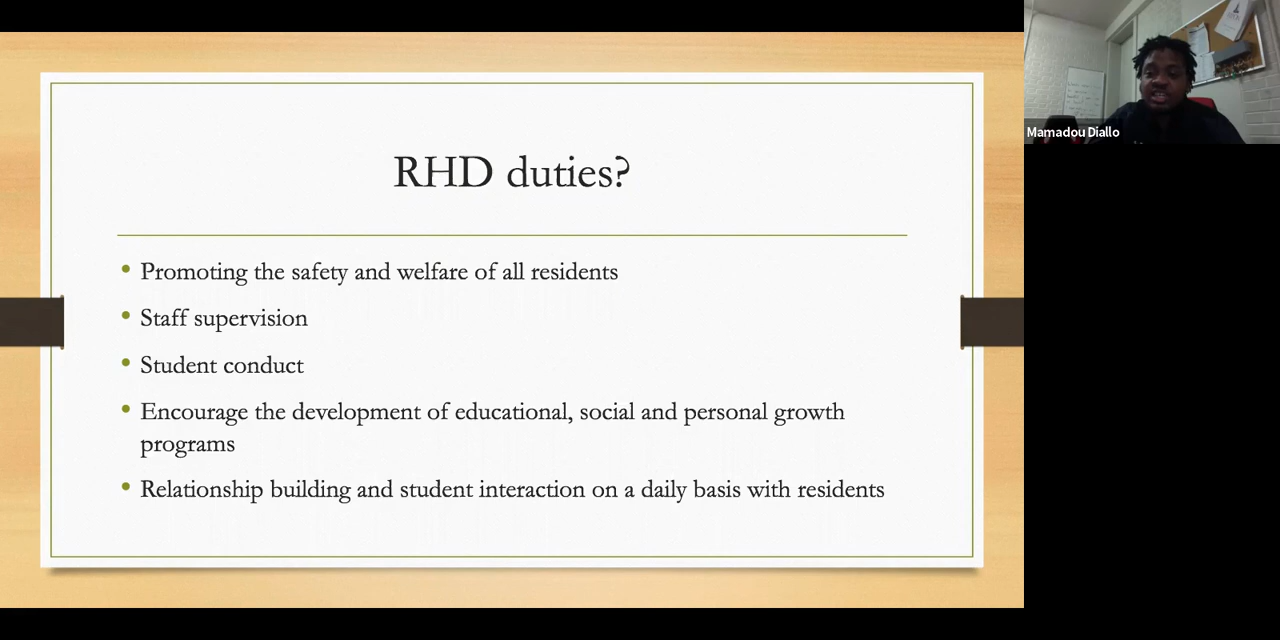 RHD duties?
• Promoting the safety and welfare of all residents
• Staff supervision
• Student conduct
• Encourage the development of educational, social and personal growth
programs
• Relationship building and student interaction on a daily basis with residents
Mamadou Diallo